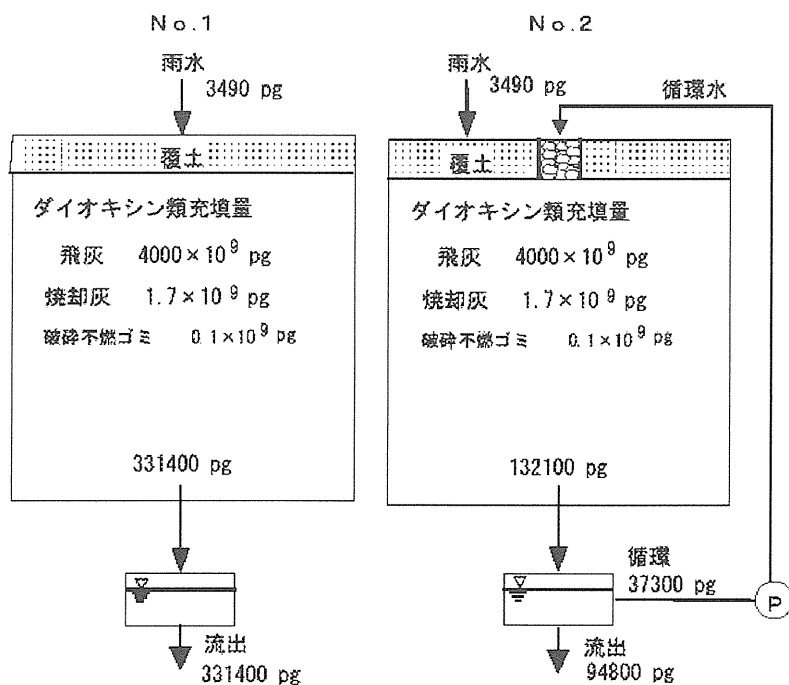 No.1
雨水
3490 pg
覆土
ダイオキシン類充填量
飛灰 4000×10⁹ pg
焼却灰 1.7×10⁹ pg
破砕不燃ゴミ 0.1×10⁹ pg
331400 pg
流出
331400 pg
No.2
雨水
3490 pg
循環水
覆土
ダイオキシン類充填量
飛灰 4000×10⁹ pg
焼却灰 1.7×10⁹ pg
破砕不燃ゴミ 0.1×10⁹ pg
132100 pg
循環
37300 pg
P
流出
94800 pg